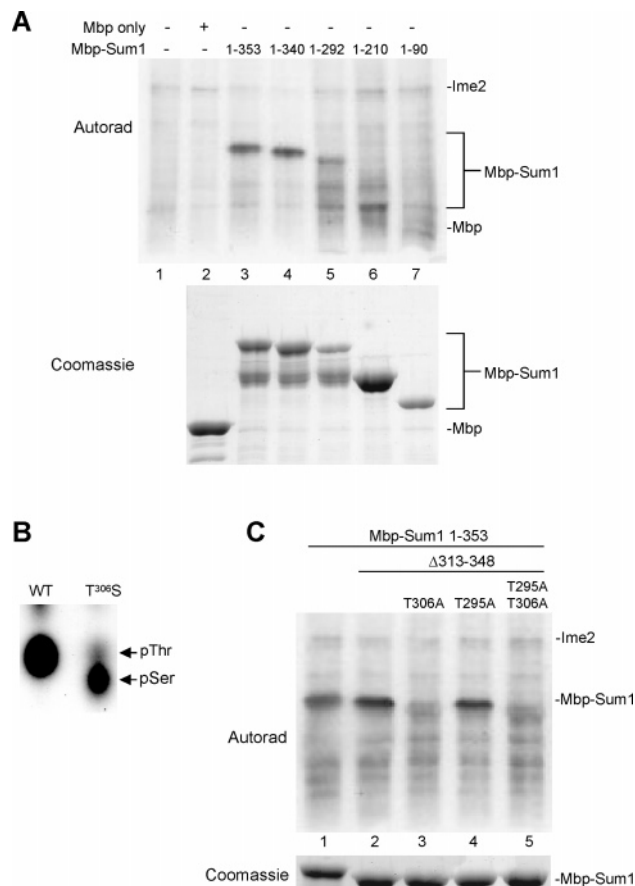 A
Mbp only - + - - - - -
Mbp-Sum1 - - 1-353 1-340 1-292 1-210 1-90
-Ime2
Autorad
Mbp-Sum1
-Mbp
1 2 3 4 5 6 7
Coomassie
Mbp-Sum1
-Mbp
B
WT T306S
pThr
pSer
C
Mbp-Sum1 1-353
Δ313-348
T306A T295A T295A T306A
-Ime2
-Mbp-Sum1
Autorad
1 2 3 4 5
Coomassie -Mbp-Sum1